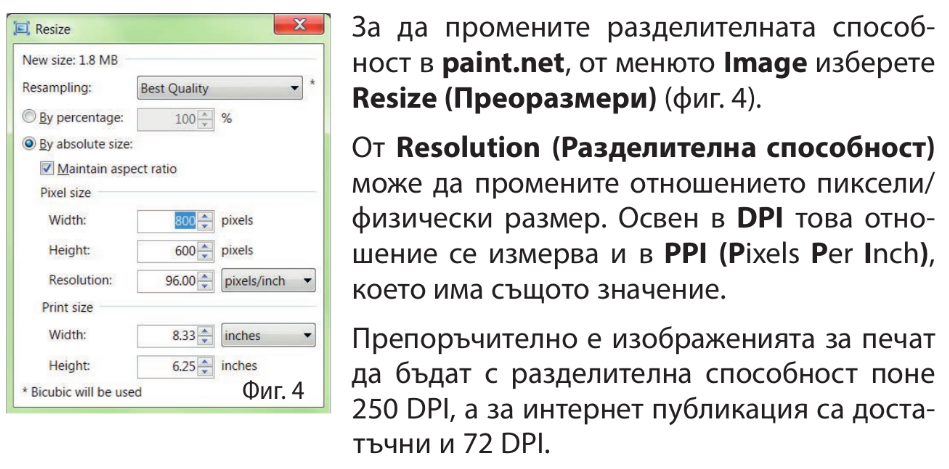 Resize
New size: 1.8 MB
Resampling: Best Quality *
By percentage: 100 %
By absolute size:
Maintain aspect ratio
Pixel size
Width: 800 pixels
Height: 600 pixels
Resolution: 96.00 pixels/inch
Print size
Width: 8.33 inches
Height: 6.25 inches
* Bicubic will be used
Фиг. 4
За да промените разделителната способ-
ност в paint.net, от менюто Image изберете
Resize (Преоразмери) (фиг. 4).
От Resolution (Разделителна способност)
може да промените отношението пиксели/
физически размер. Освен в DPI това отно-
шение се измерва и в PPI (Pixels Per Inch),
което има същото значение.
Препоръчително е изображенията за печат
да бъдат с разделителна способност поне
250 DPI, а за интернет публикация са доста-
тъчни и 72 DPI.